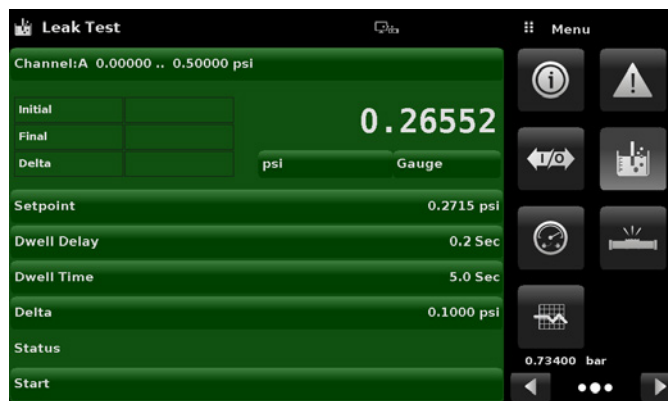 Leak Test
Menu
Channel:A 0.00000 .. 0.50000 psi
Initial
Final
Delta
0.26552
psi
Gauge
Setpoint 0.2715 psi
Dwell Delay 0.2 Sec
Dwell Time 5.0 Sec
Delta 0.1000 psi
Status
Start
I/O
0.73400 bar